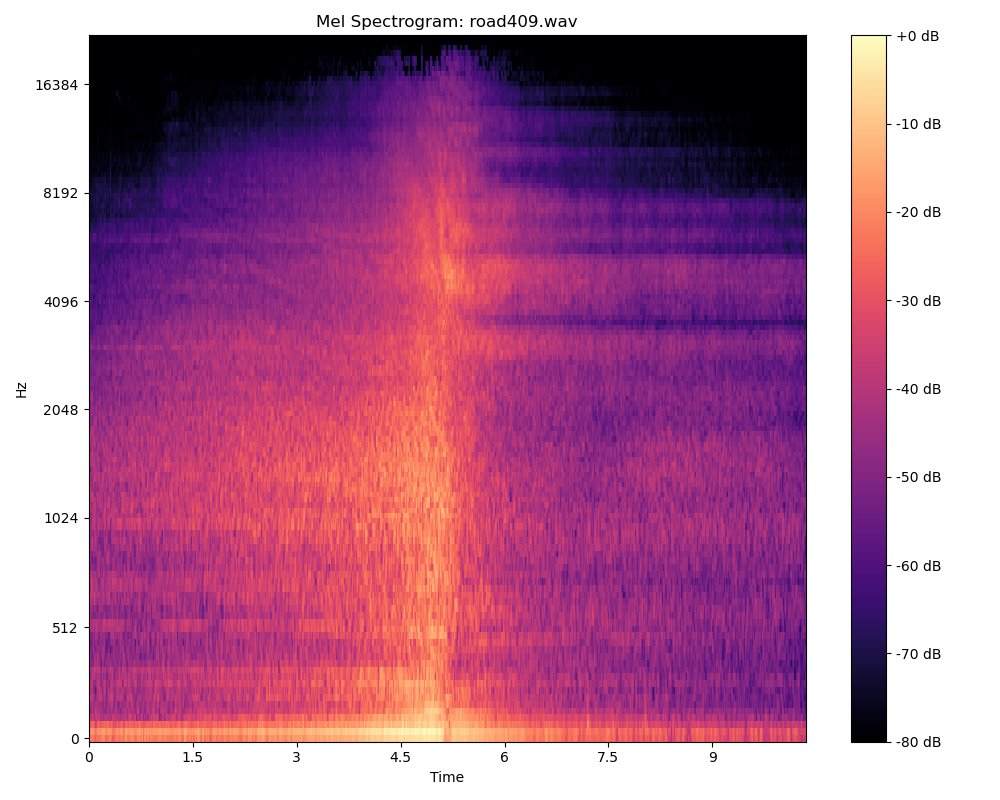 Mel Spectrogram: road409.wav
+0 dB
16384
-10 dB
8192
-20 dB
4096
-30 dB
Hz
2048
-40 dB
1024
-50 dB
512
-60 dB
0
-70 dB
-80 dB
0 1.5 3 4.5 6 7.5 9
Time